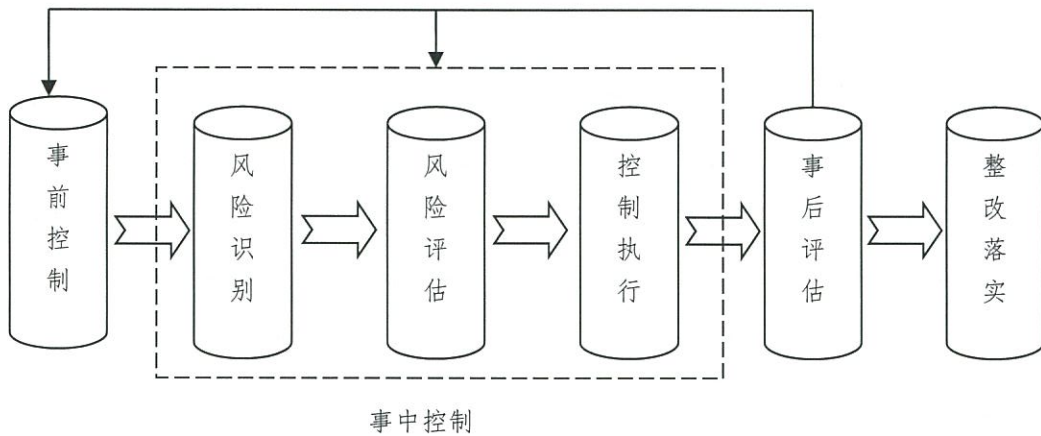 事前控制
风险识别
风险评估
控制执行
事后评估
整改落实
事中控制